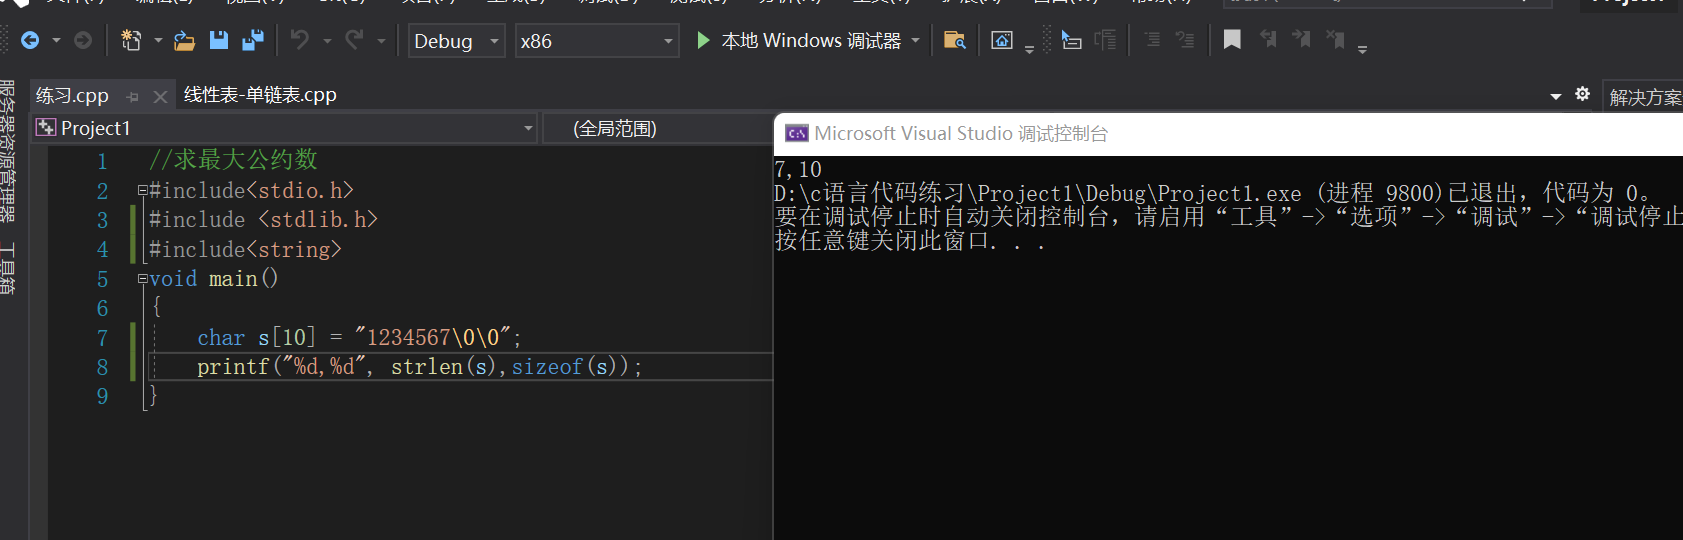 Debug
x86
本地 Windows 调试器
服务器资源管理器
工具箱
练习.cpp
线性表-单链表.cpp
解决方案
Project1
(全局范围)
1 //求最大公约数
2 #include<stdio.h>
3 #include <stdlib.h>
4 #include<string>
5 void main()
6 {
7 char s[10] = "1234567\0\0";
8 printf("%d,%d", strlen(s),sizeof(s));
9 }
Microsoft Visual Studio 调试控制台
7,10
D:\c语言代码练习\Project1\Debug\Project1.exe (进程 9800)已退出，代码为 0。
要在调试停止时自动关闭控制台，请启用“工具”->“选项”->“调试”->“调试停止
按任意键关闭此窗口. . .